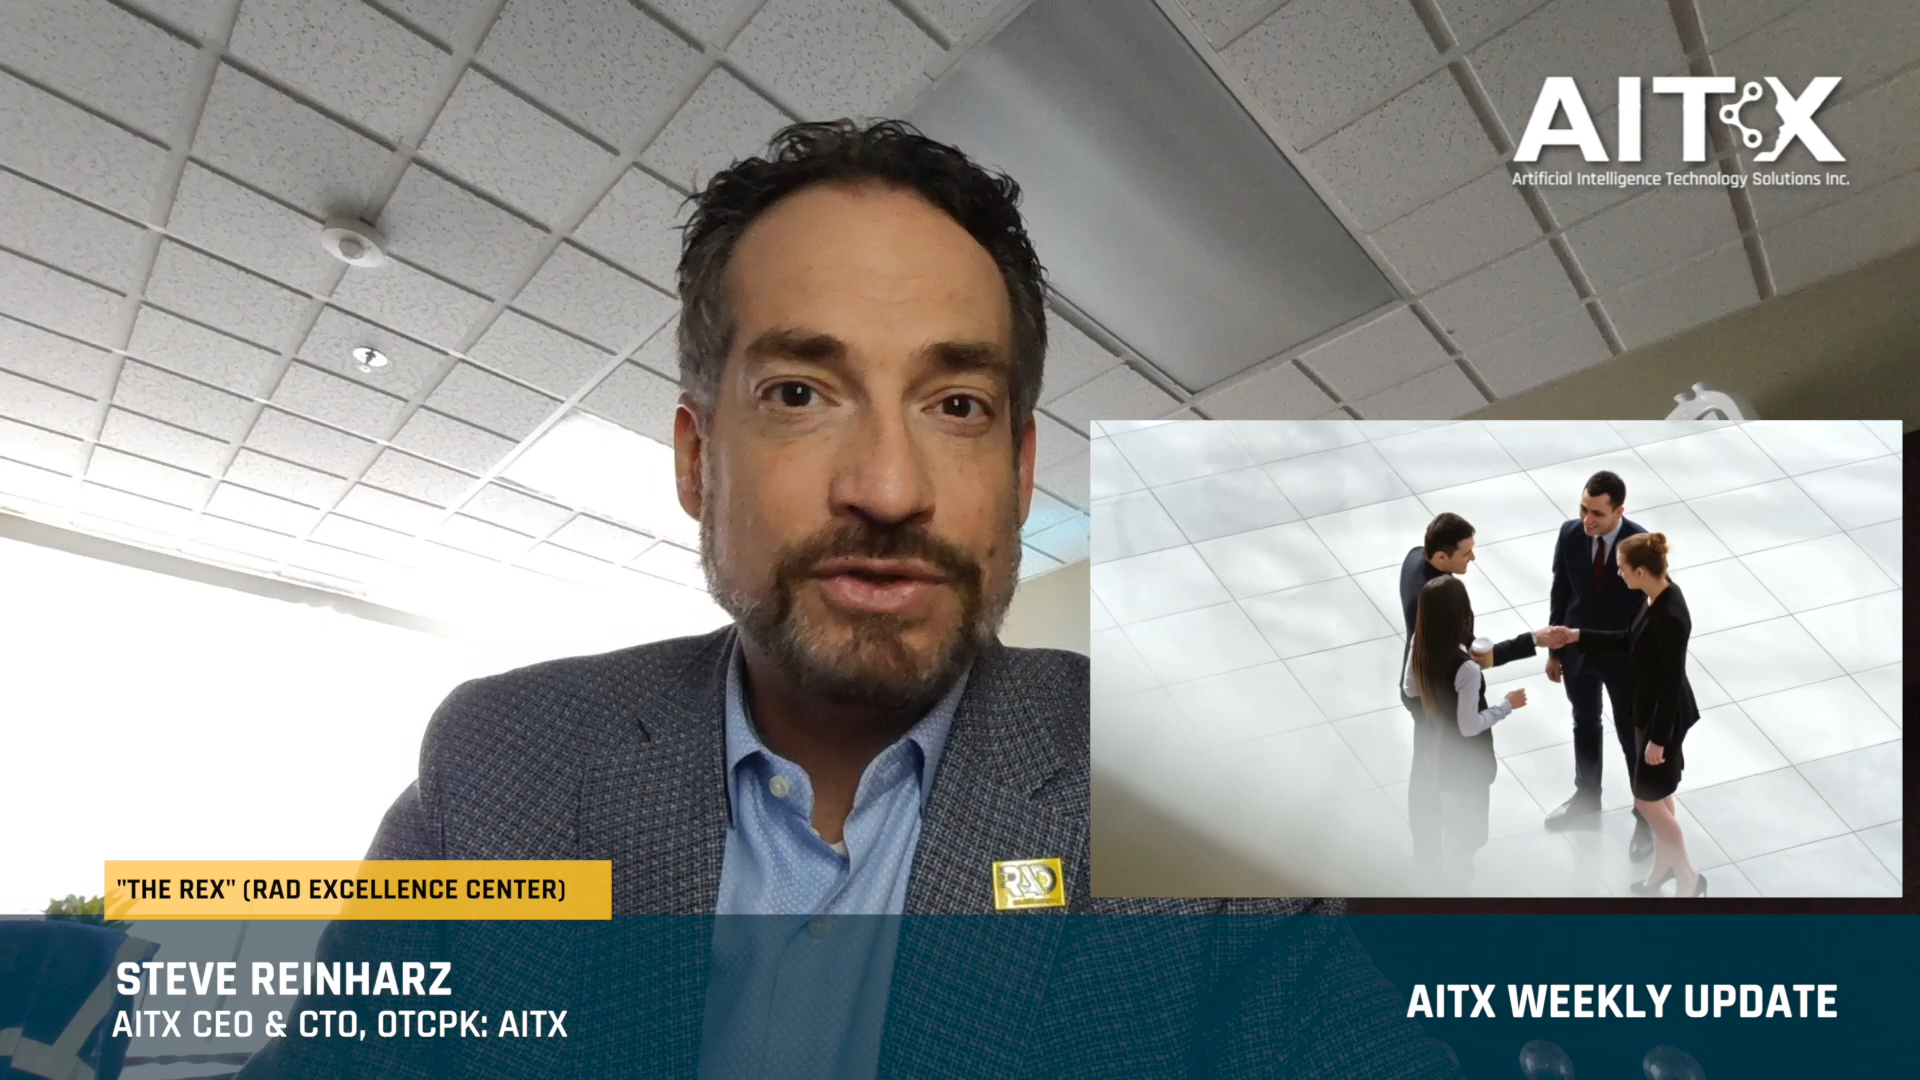 AITX
Artificial Intelligence Technology Solutions Inc.
RAD
"THE REX" (RAD EXCELLENCE CENTER)
STEVE REINHARZ
AITX CEO & CTO, OTCPK: AITX
AITX WEEKLY UPDATE